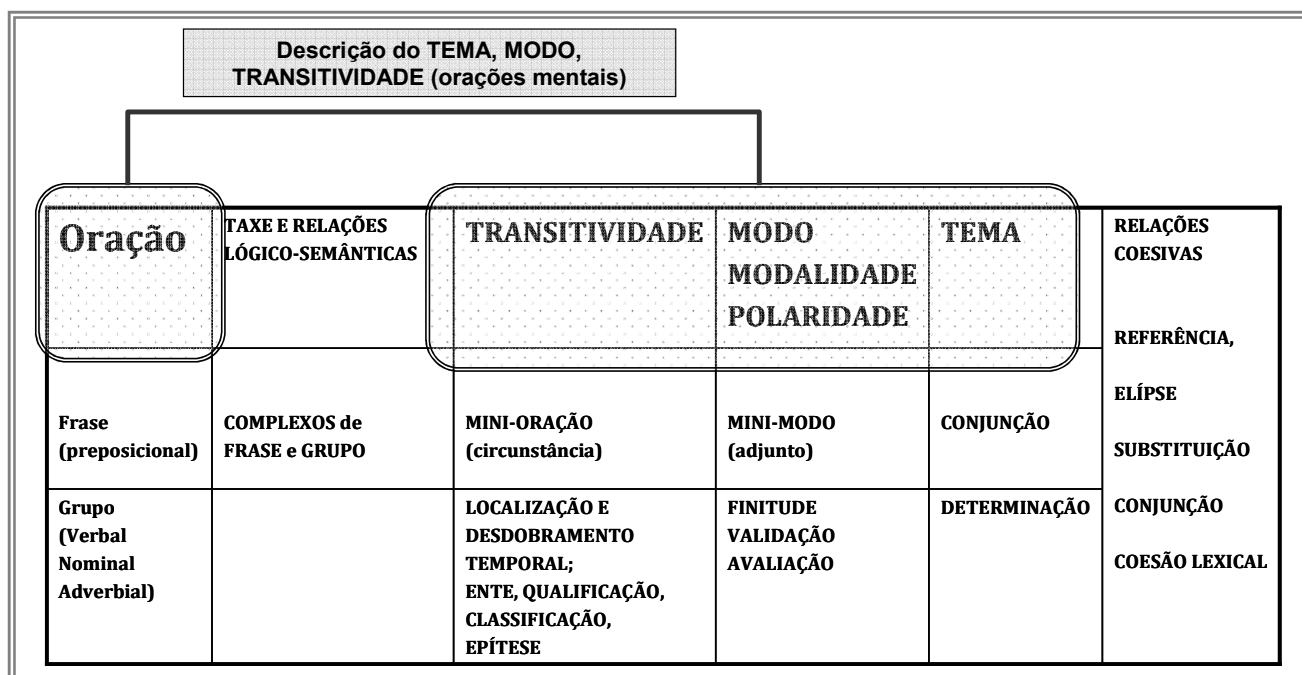 Descrição do TEMA, MODO,
TRANSITIVIDADE (orações mentais)
Oração
TAXE E RELAÇÕES
LÓGICO-SEMÂNTICAS
TRANSITIVIDADE
MODO
MODALIDADE
POLARIDADE
TEMA
RELAÇÕES
COESIVAS
REFERÊNCIA,
ELÍPSE
SUBSTITUIÇÃO
CONJUNÇÃO
COESÃO LEXICAL
Frase
(preposicional)
COMPLEXOS de
FRASE e GRUPO
MINI-ORAÇÃO
(circunstância)
MINI-MODO
(adjunto)
CONJUNÇÃO
Grupo
(Verbal
Nominal
Adverbial)
LOCALIZAÇÃO E
DESDOBRAMENTO
TEMPORAL;
ENTE, QUALIFICAÇÃO,
CLASSIFICAÇÃO,
EPÍTESE
FINITUDE
VALIDAÇÃO
AVALIAÇÃO
DETERMINAÇÃO